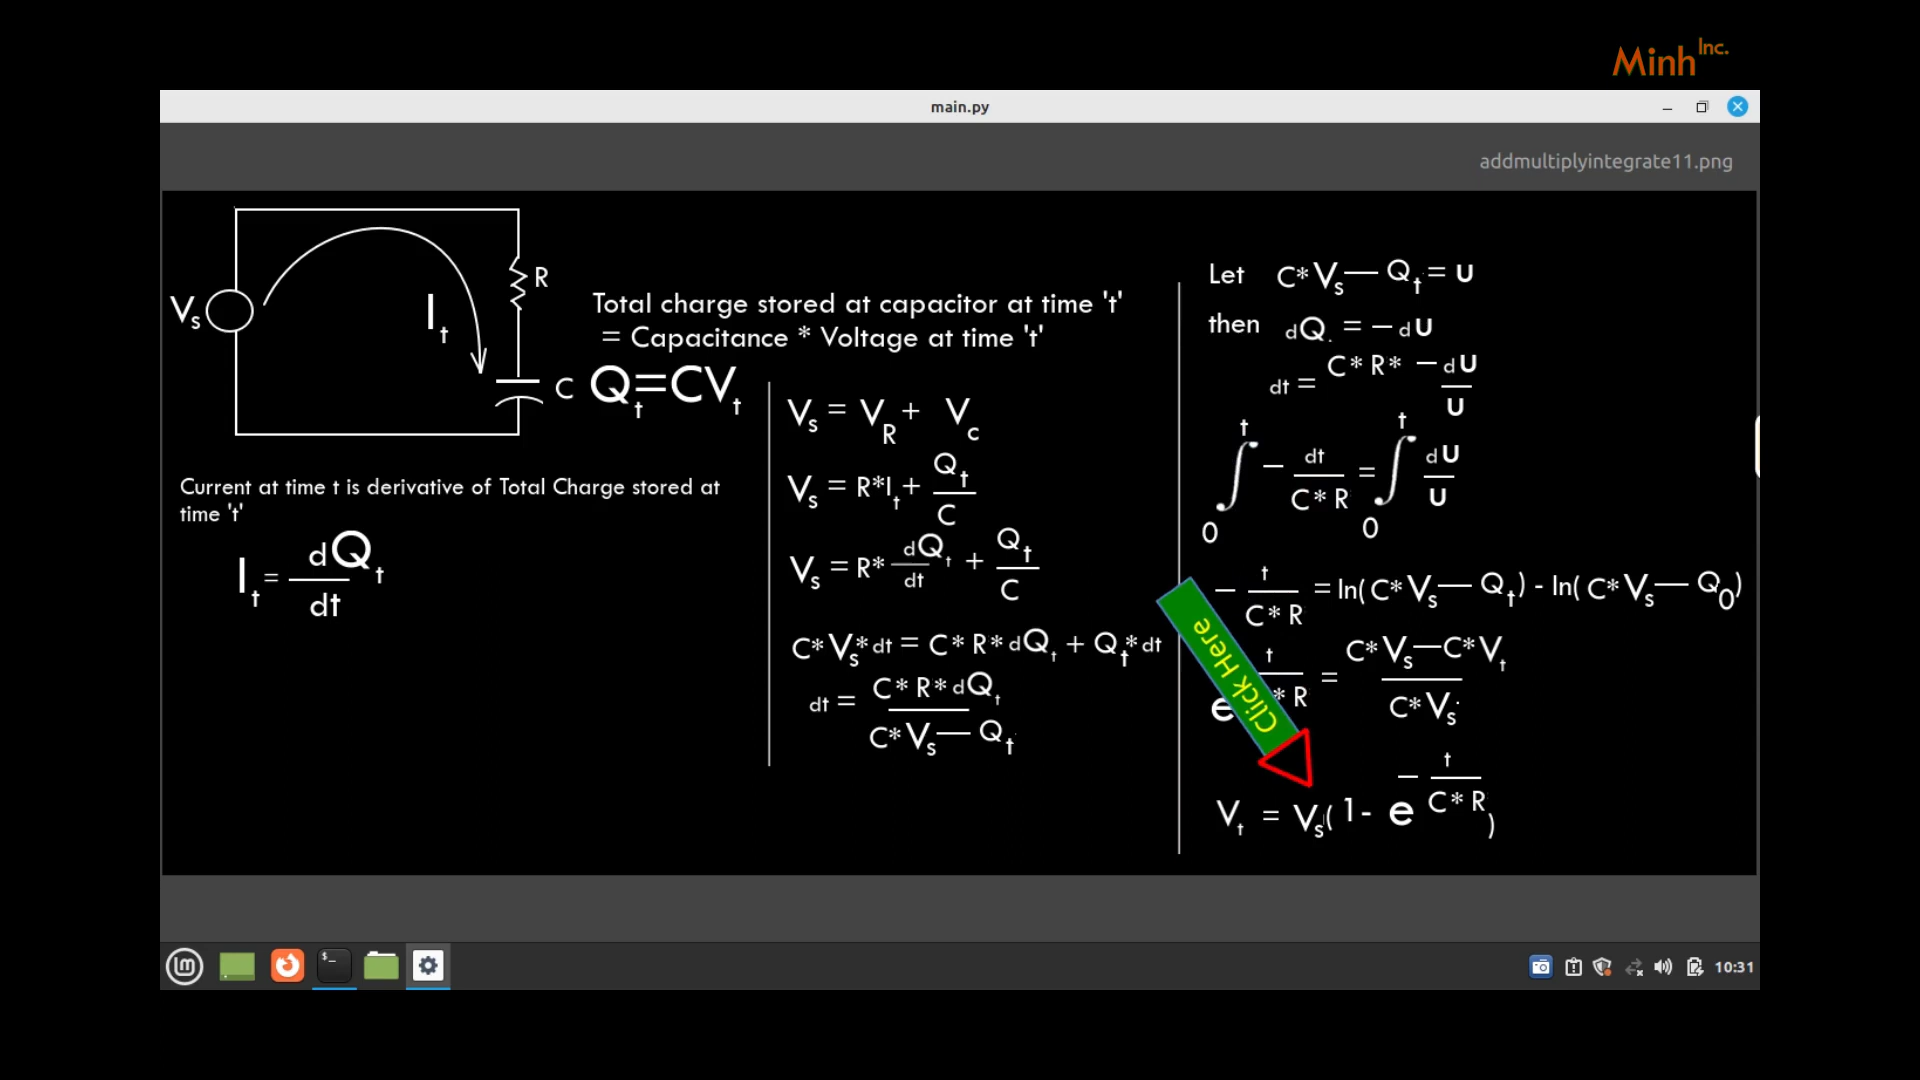 Minh Inc.
main.py
addmultiplyintegrate11.png
Vs
It
R
C
Total charge stored at capacitor at time 't'
= Capacitance * Voltage at time 't'
Qt=CVt
Current at time t is derivative of Total Charge stored at
time 't'
It = dQt / dt
Vs = VR + Vc
Vs = R*It + Qt / C
Vs = R* dQt / dt + Qt / C
C*Vs*dt = C*R*dQt + Qt*dt
dt = C*R*dQt / C*Vs — Qt
Let C*Vs — Qt = U
then dQ. = — dU
dt = C*R* — dU / U
∫ 0 t — dt / C*R = ∫ 0 t dU / U
— t / C*R = ln( C*Vs — Qt ) - ln( C*Vs — Q0 )
e t / * R = C*Vs — C*Vt / C*Vs
Click Here
Vt = Vs( 1 - e — t / C*R )
10:31